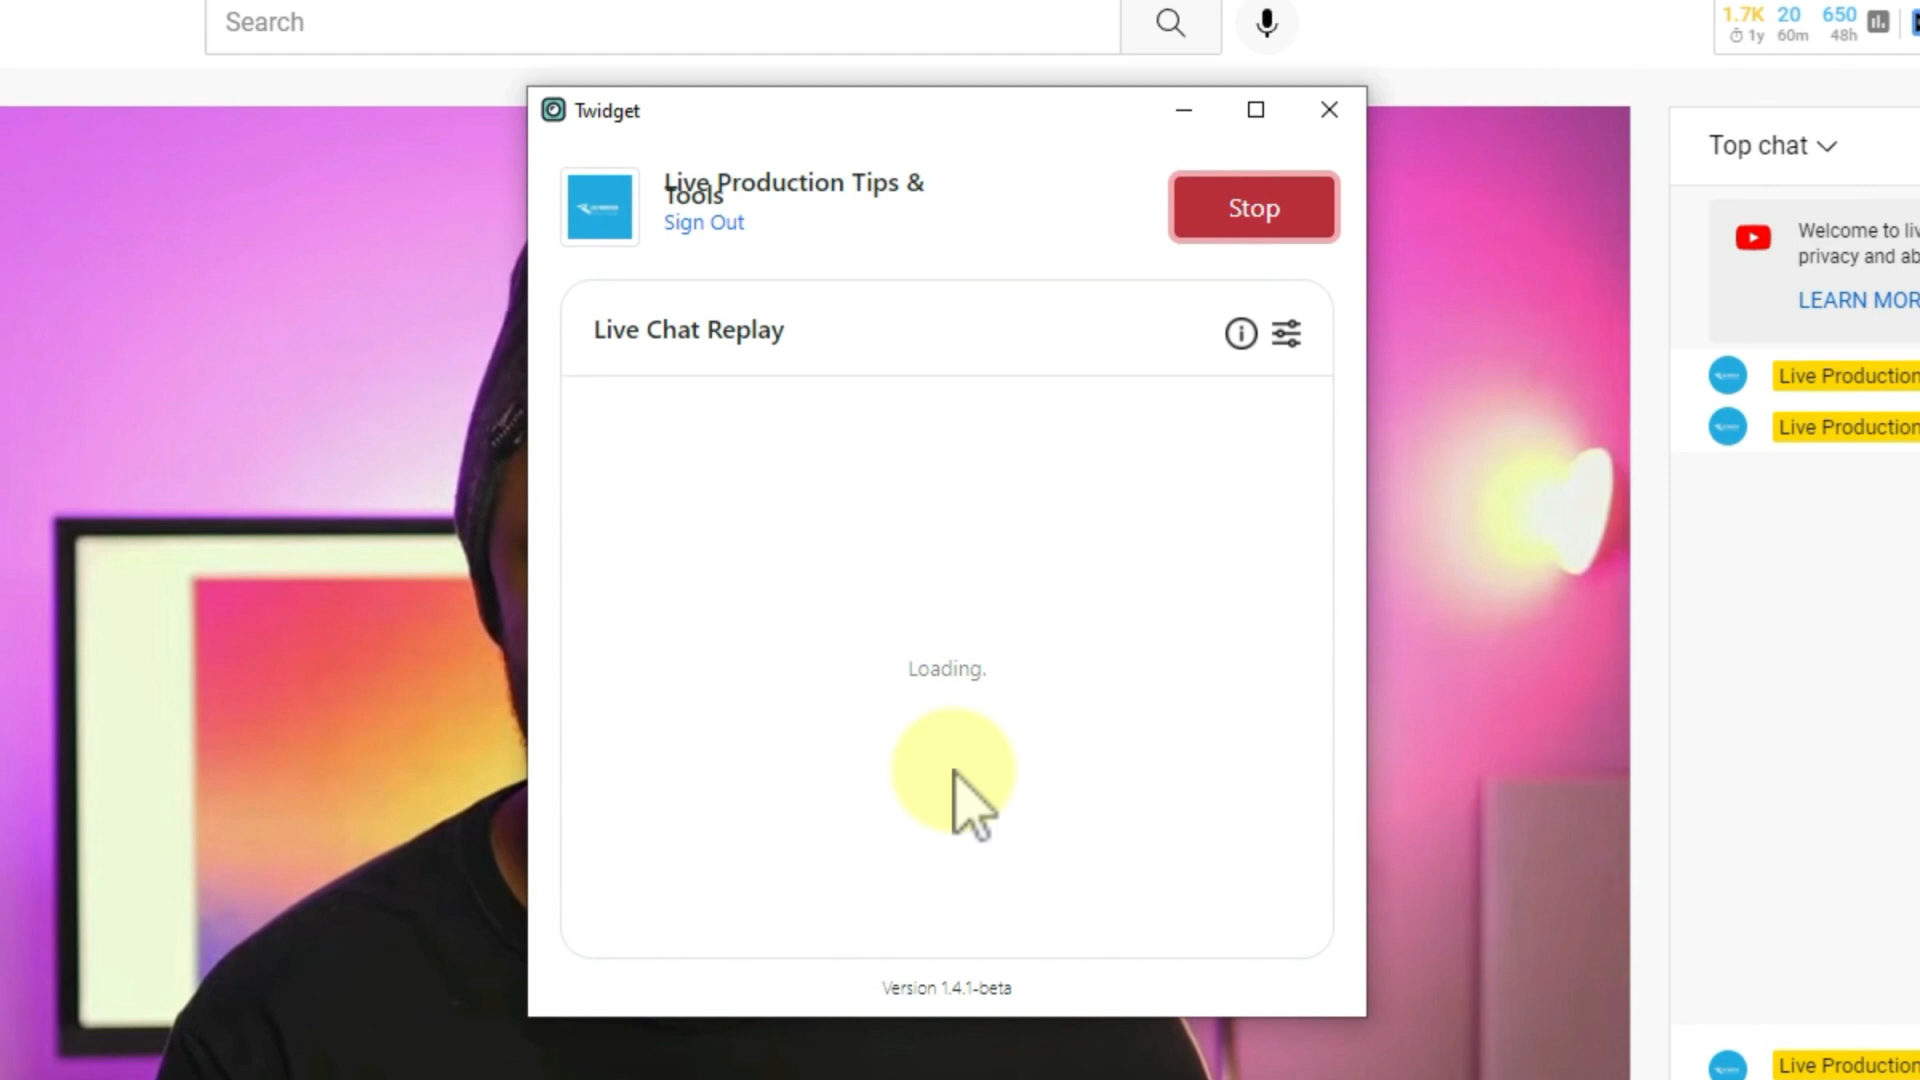 Search
1.7K 20 650
1y 60m 48h
Twidget
Live Production Tips &
Tools
Sign Out
Stop
Live Chat Replay
Loading.
Version 1.4.1-beta
Top chat
Welcome to liv
privacy and ab
LEARN MOR
Live Production
Live Production
Live Production